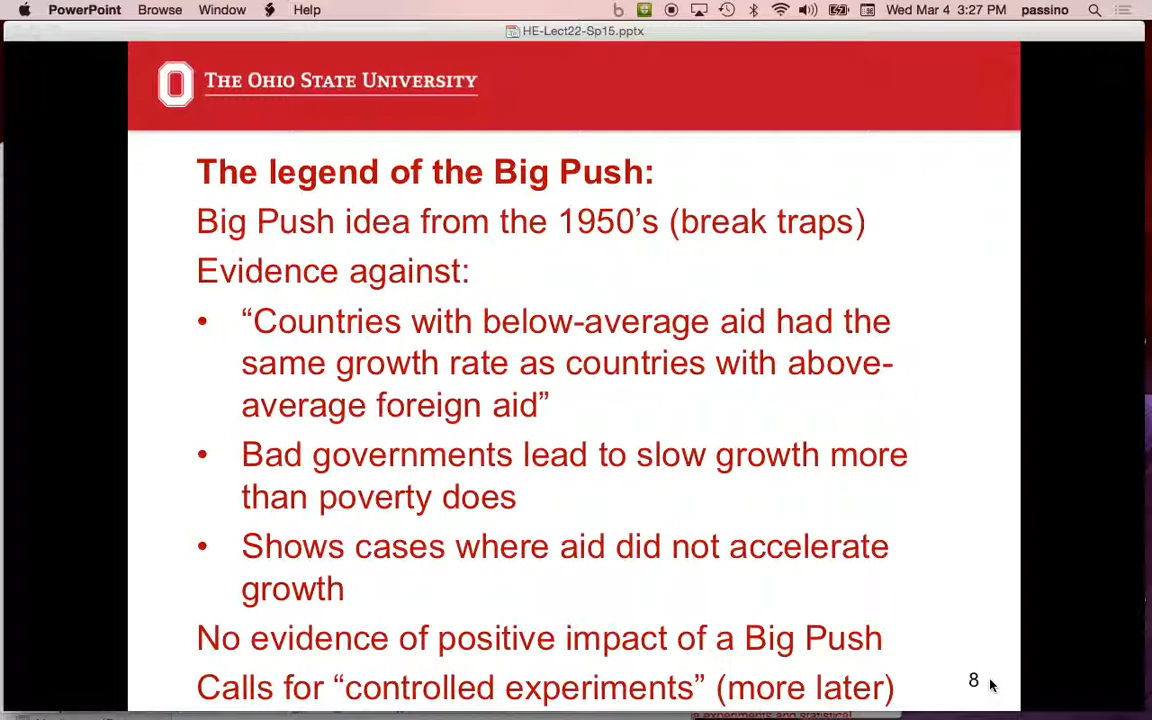 PowerPoint Browse Window Help Wed Mar 4 3:27 PM passino
HE-Lect22-Sp15.pptx
THE OHIO STATE UNIVERSITY
The legend of the Big Push:
Big Push idea from the 1950’s (break traps)
Evidence against:
• “Countries with below-average aid had the
same growth rate as countries with above-
average foreign aid”
• Bad governments lead to slow growth more
than poverty does
• Shows cases where aid did not accelerate
growth
No evidence of positive impact of a Big Push
Calls for “controlled experiments” (more later)
8